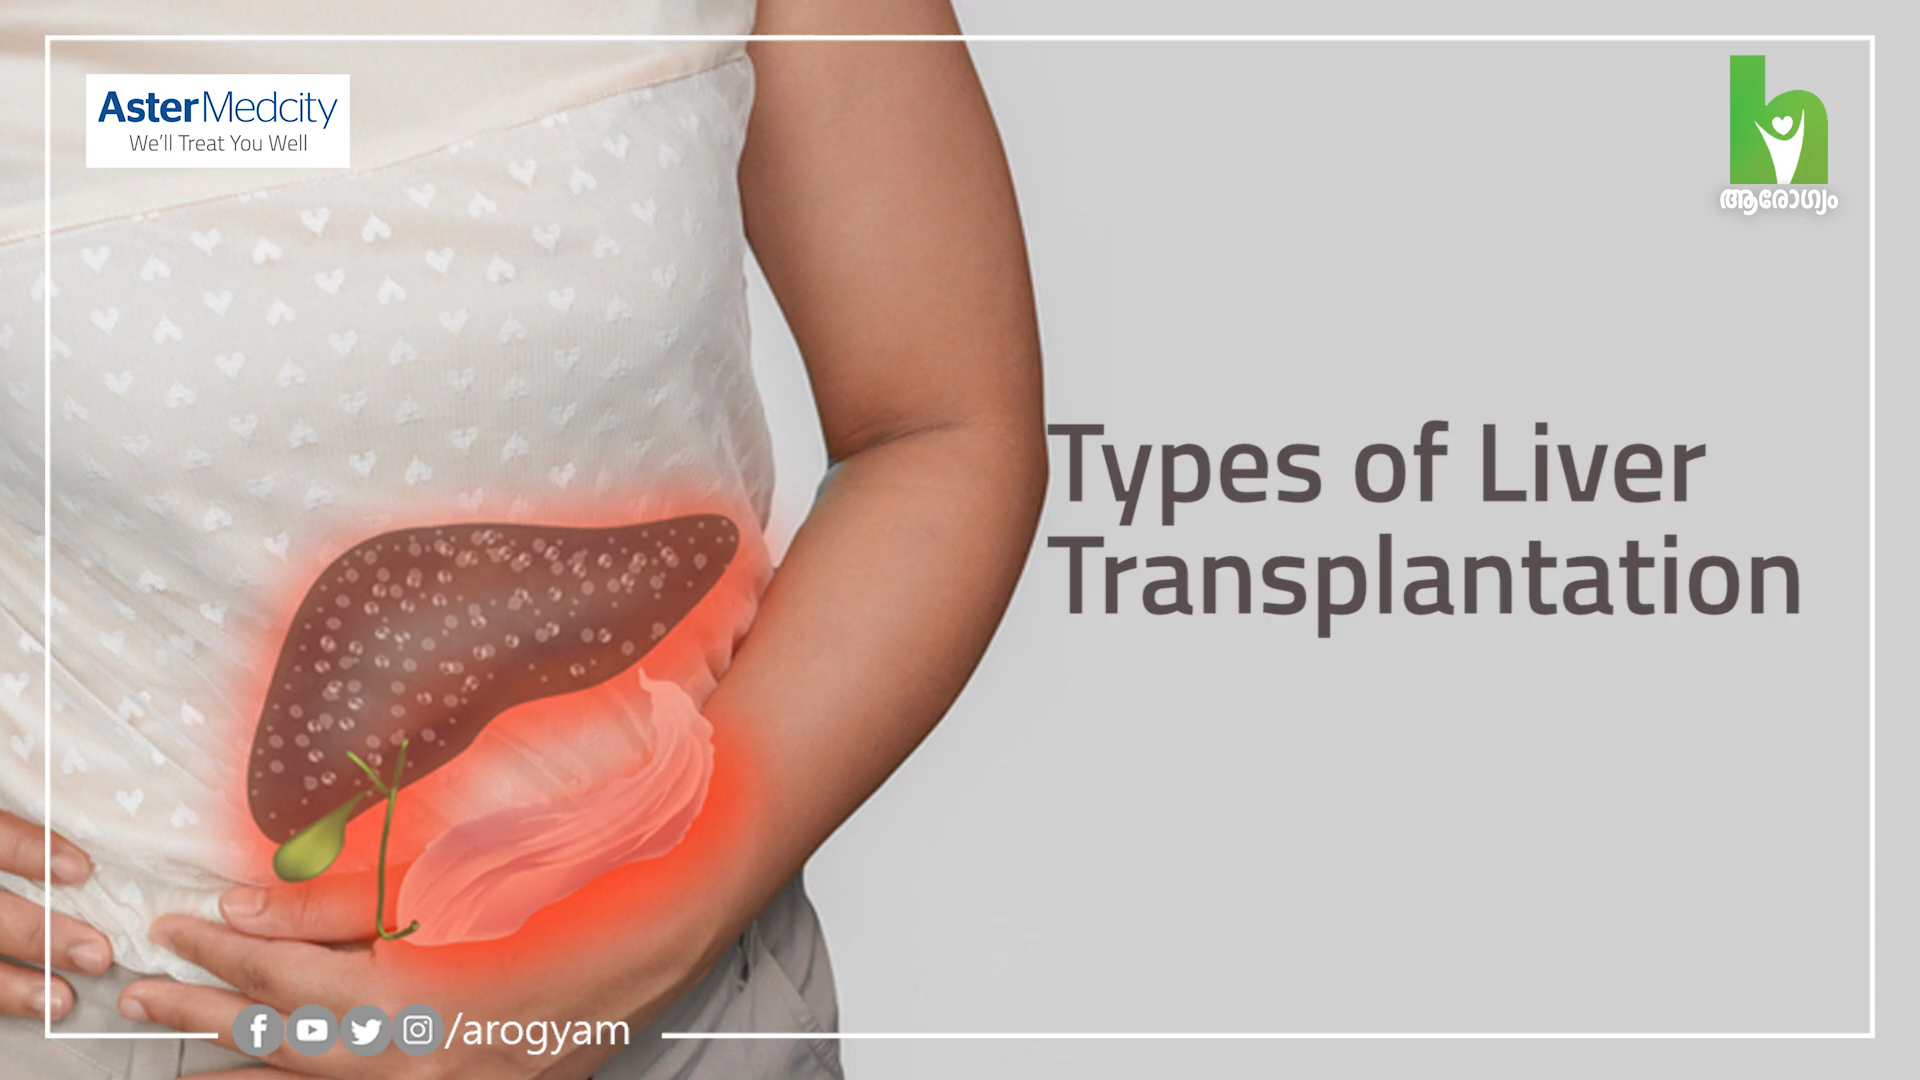 AsterMedcity
We'll Treat You Well
ആരോഗ്യം
Types of Liver
Transplantation
/arogyam